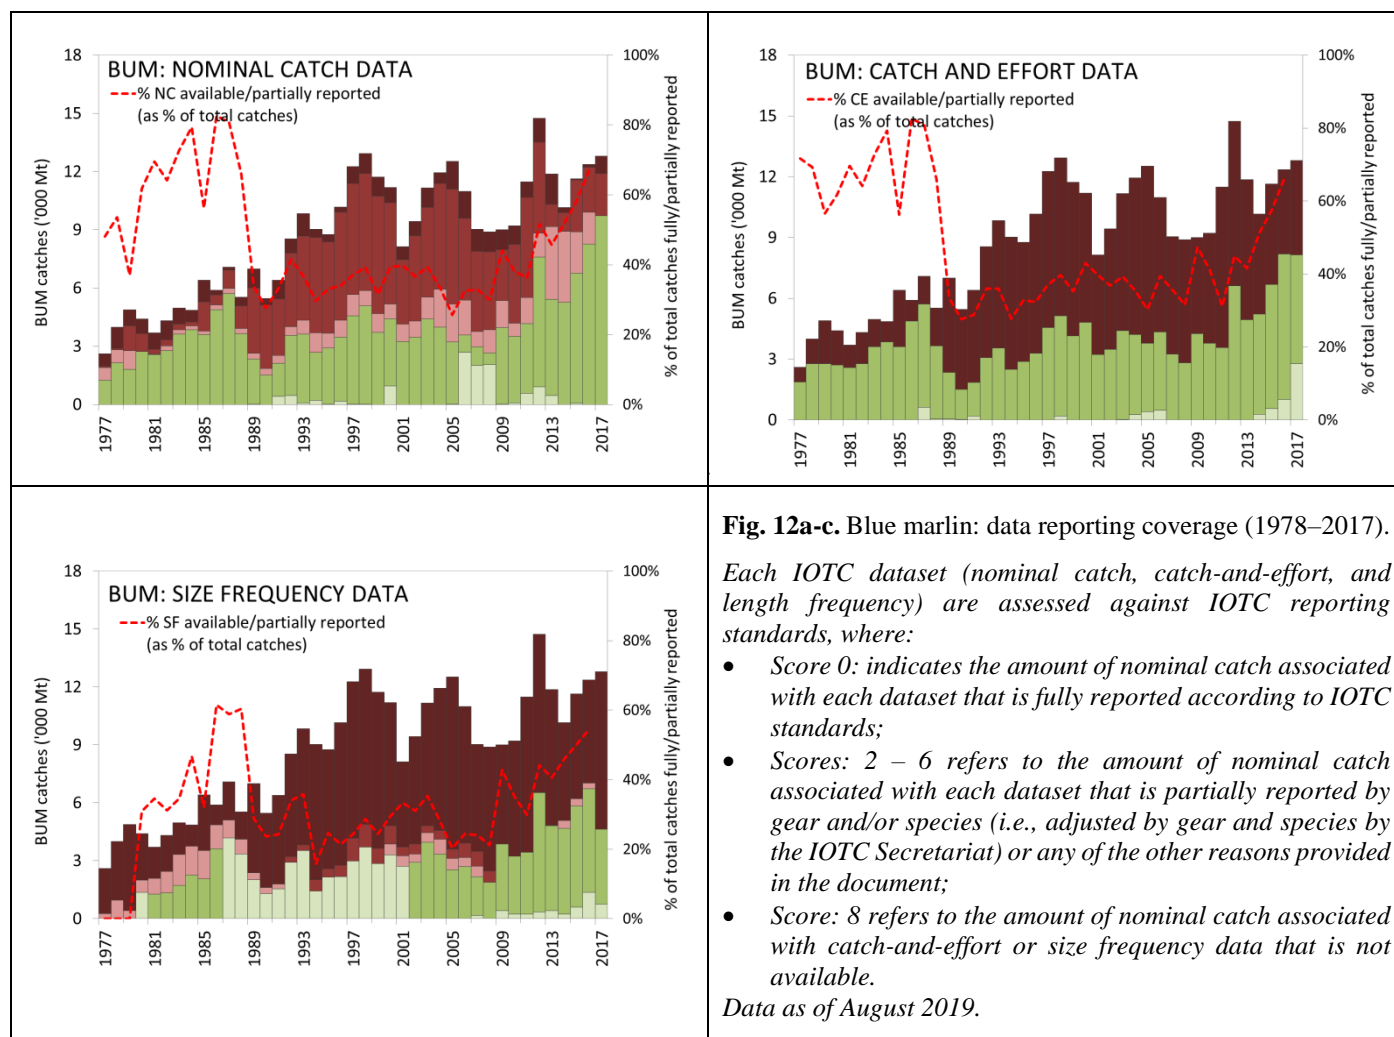 BUM: NOMINAL CATCH DATA
% NC available/partially reported
(as % of total catches)
BUM catches ('000 Mt)
18
15
12
9
6
3
0
100%
80%
60%
40%
20%
0%
% of total catches fully/partially reported
1977
1981
1985
1989
1993
1997
2001
2005
2009
2013
2017
BUM: CATCH AND EFFORT DATA
% CE available/partially reported
(as % of total catches)
BUM catches ('000 Mt)
18
15
12
9
6
3
0
100%
80%
60%
40%
20%
0%
% of total catches fully/partially reported
1977
1981
1985
1989
1993
1997
2001
2005
2009
2013
2017
BUM: SIZE FREQUENCY DATA
% SF available/partially reported
(as % of total catches)
BUM catches ('000 Mt)
18
15
12
9
6
3
0
100%
80%
60%
40%
20%
0%
% of total catches fully/partially reported
1977
1981
1985
1989
1993
1997
2001
2005
2009
2013
2017
Fig. 12a-c. Blue marlin: data reporting coverage (1978–2017).
Each IOTC dataset (nominal catch, catch-and-effort, and
length frequency) are assessed against IOTC reporting
standards, where:
• Score 0: indicates the amount of nominal catch associated
with each dataset that is fully reported according to IOTC
standards;
• Scores: 2 – 6 refers to the amount of nominal catch
associated with each dataset that is partially reported by
gear and/or species (i.e., adjusted by gear and species by
the IOTC Secretariat) or any of the other reasons provided
in the document;
• Score: 8 refers to the amount of nominal catch associated
with catch-and-effort or size frequency data that is not
available.
Data as of August 2019.